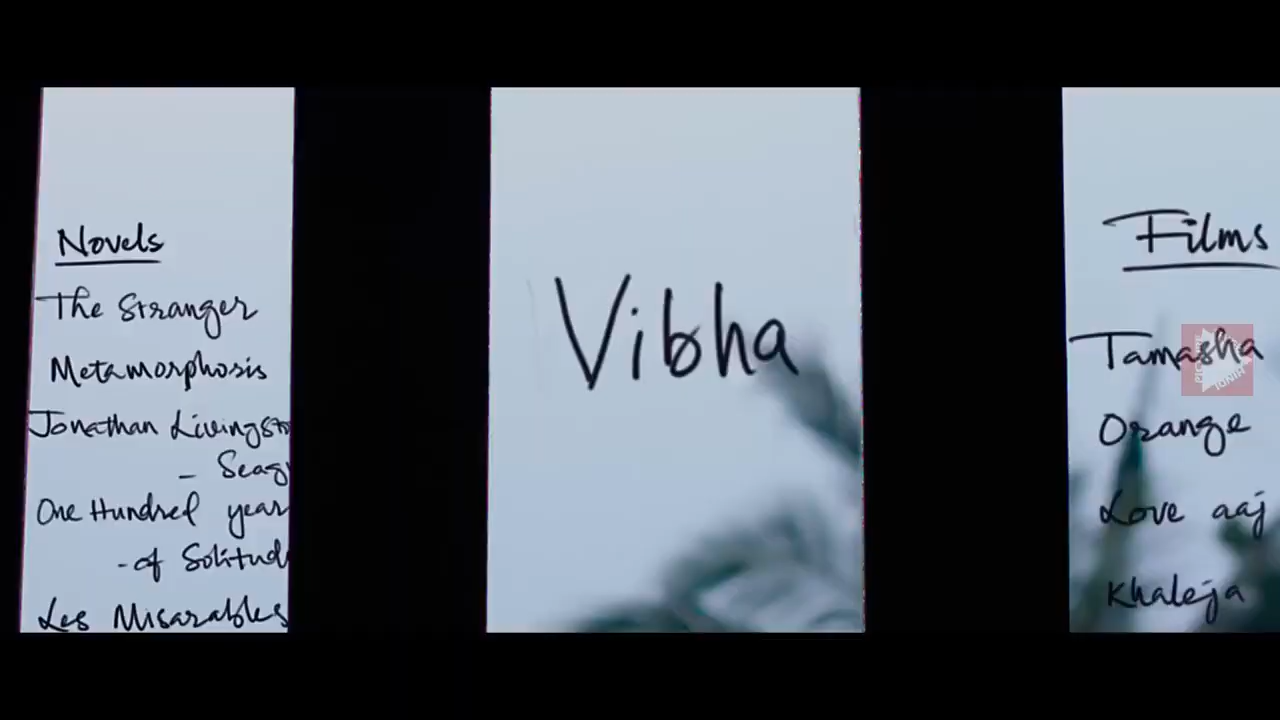 Novels
The Stranger
Metamorphosis
Jonathan Livingsto
- Seag
One Hundred year
- of Solitud
Les Misarables
Vibha
Films
Tamasha
Orange
Love aaj
Khaleja